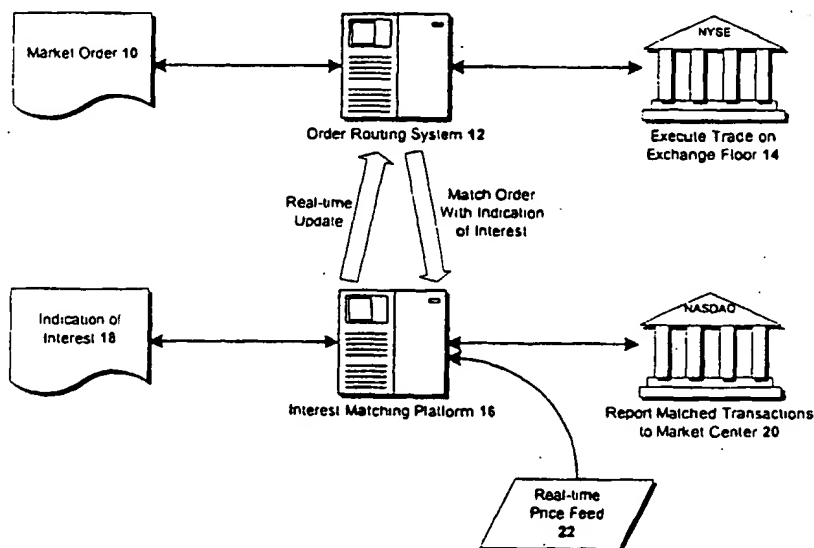 Market Order 10
NYSE
Order Routing System 12
Execute Trade on
Exchange Floor 14
Real-time
Update
Match Order
With Indication
of Interest
Indication of
Interest 18
NASDAQ
Interest Matching Platform 16
Report Matched Transactions
to Market Center 20
Real-time
Price Feed
22